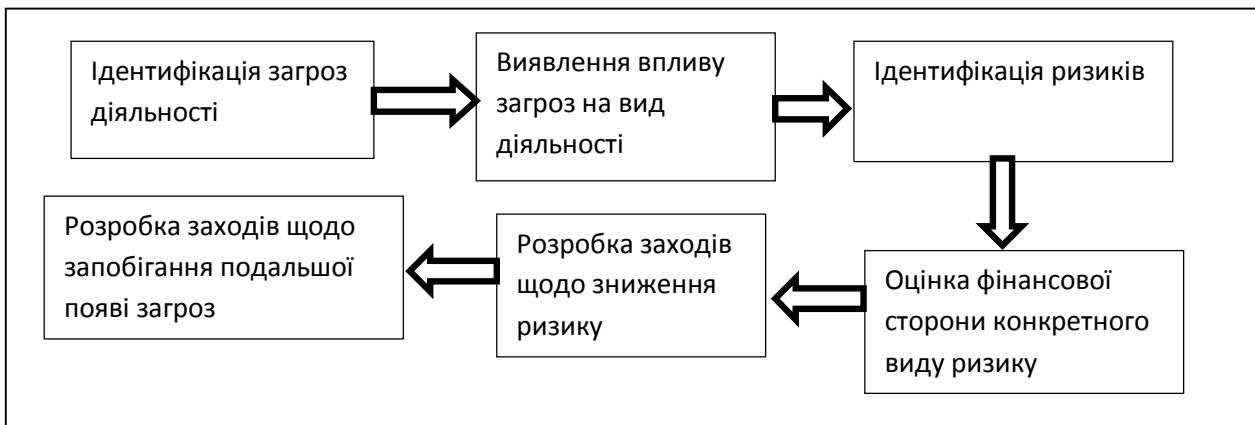 Ідентифікація загроз
діяльності
Виявлення впливу
загроз на вид
діяльності
Ідентифікація ризиків
Оцінка фінансової
сторони конкретного
виду ризику
Розробка заходів
щодо зниження
ризику
Розробка заходів щодо
запобігання подальшої
появі загроз